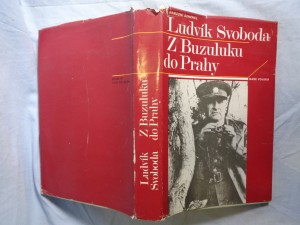 Ludvík Svoboda
Z Buzuluku
do Prahy
Ludvík
Svoboda
Z Buzuluku
do Prahy